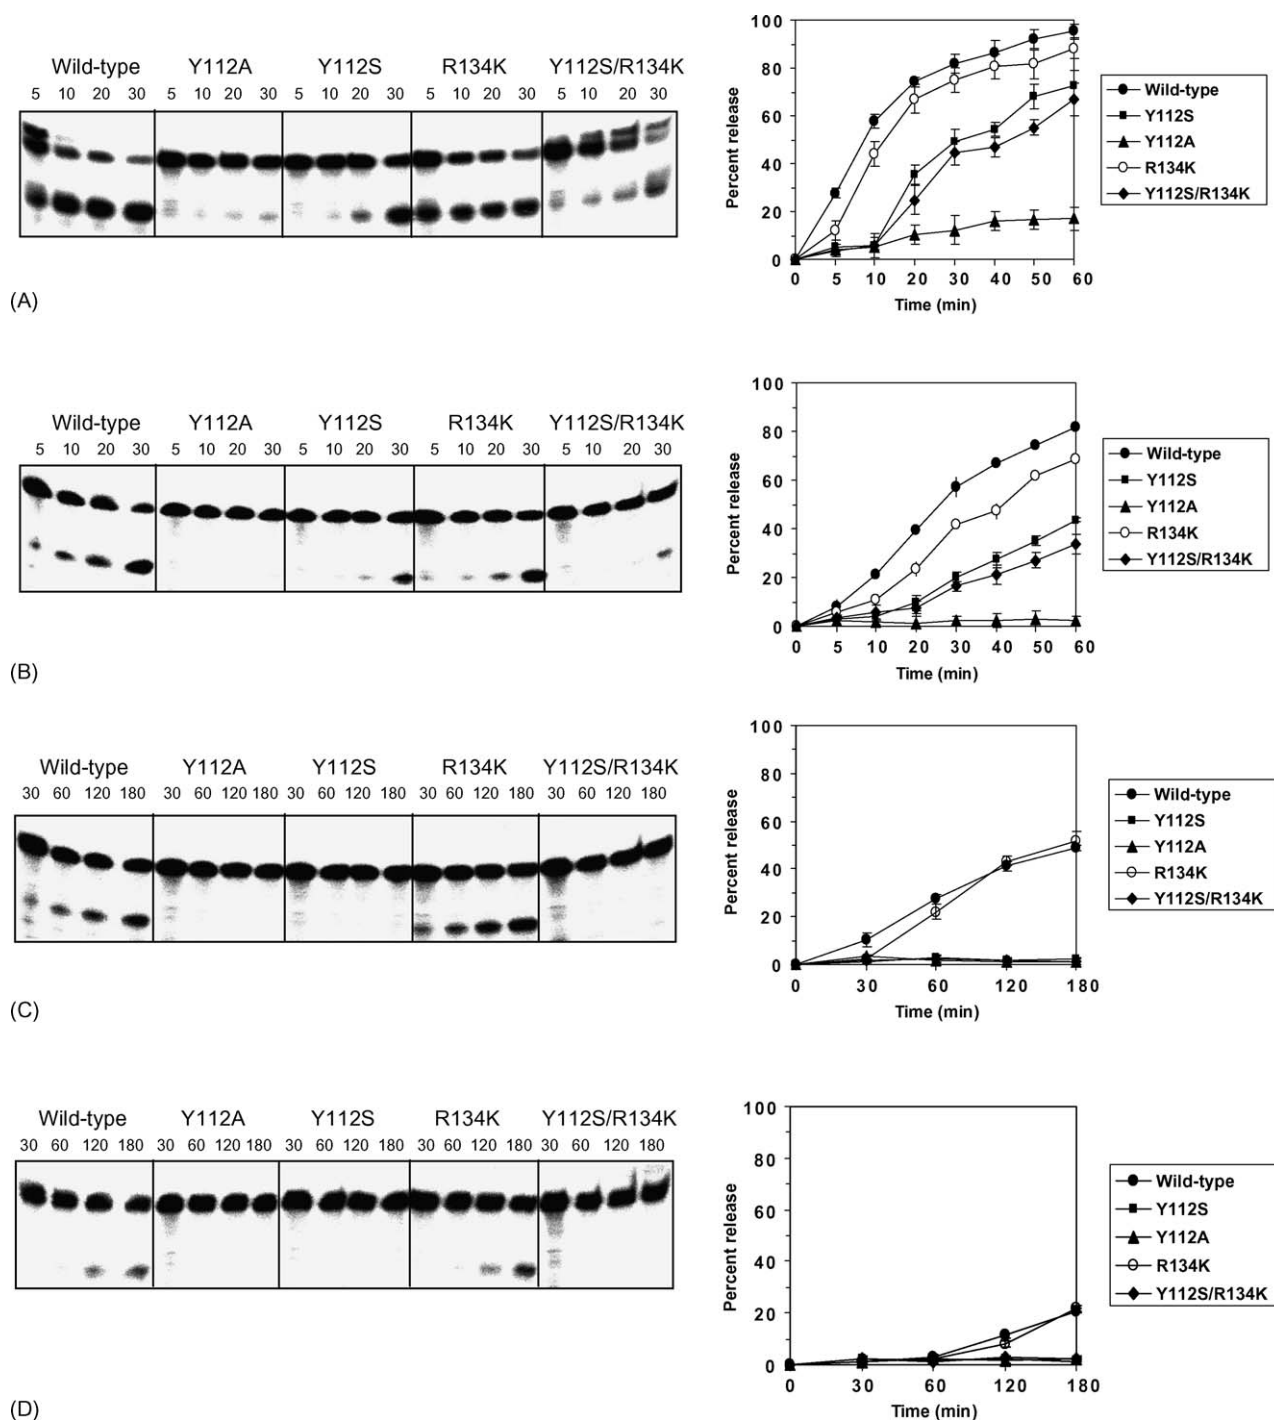 Wild-type Y112A Y112S R134K Y112S/R134K
5 10 20 30 5 10 20 30 5 10 20 30 5 10 20 30 5 10 20 30
100
80
60
40
20
0
Percent release
0 5 10 20 30 40 50 60
Time (min)
Wild-type
Y112S
Y112A
R134K
Y112S/R134K
(A)
Wild-type Y112A Y112S R134K Y112S/R134K
5 10 20 30 5 10 20 30 5 10 20 30 5 10 20 30 5 10 20 30
100
80
60
40
20
0
Percent release
0 5 10 20 30 40 50 60
Time (min)
Wild-type
Y112S
Y112A
R134K
Y112S/R134K
(B)
Wild-type Y112A Y112S R134K Y112S/R134K
30 60 120 180 30 60 120 180 30 60 120 180 30 60 120 180 30 60 120 180
100
80
60
40
20
0
Percent release
0 30 60 120 180
Time (min)
Wild-type
Y112S
Y112A
R134K
Y112S/R134K
(C)
Wild-type Y112A Y112S R134K Y112S/R134K
30 60 120 180 30 60 120 180 30 60 120 180 30 60 120 180 30 60 120 180
100
80
60
40
20
0
Percent release
0 30 60 120 180
Time (min)
Wild-type
Y112S
Y112A
R134K
Y112S/R134K
(D)